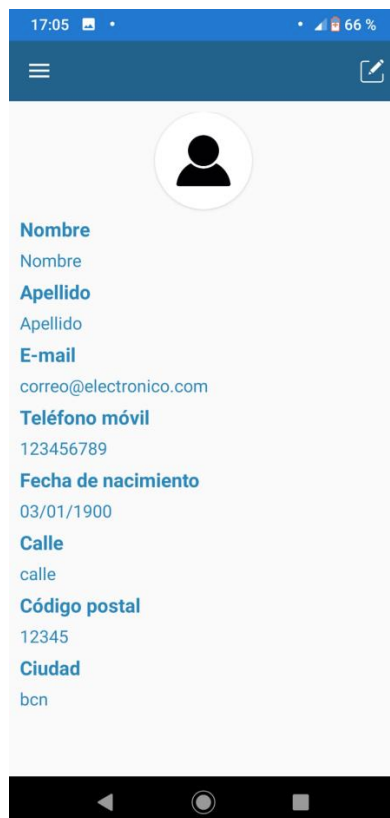 17:05
66 %
Nombre
Nombre
Apellido
Apellido
E-mail
correo@electronico.com
Teléfono móvil
123456789
Fecha de nacimiento
03/01/1900
Calle
calle
Código postal
12345
Ciudad
bcn